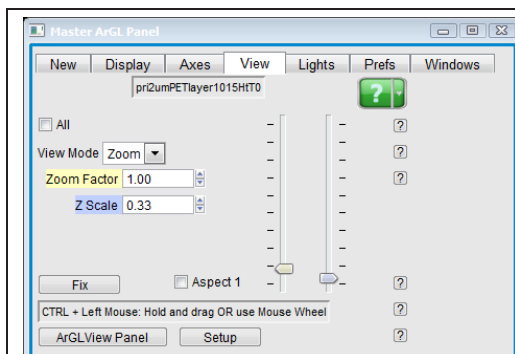 Master ArGL Panel
New Display Axes View Lights Prefs Windows
pri2umPETlayer1015HtT0
?
All
?
View Mode Zoom
?
Zoom Factor 1.00
?
Z Scale 0.33
Fix
Aspect 1
?
CTRL + Left Mouse: Hold and drag OR use Mouse Wheel
?
ArGLView Panel Setup
?